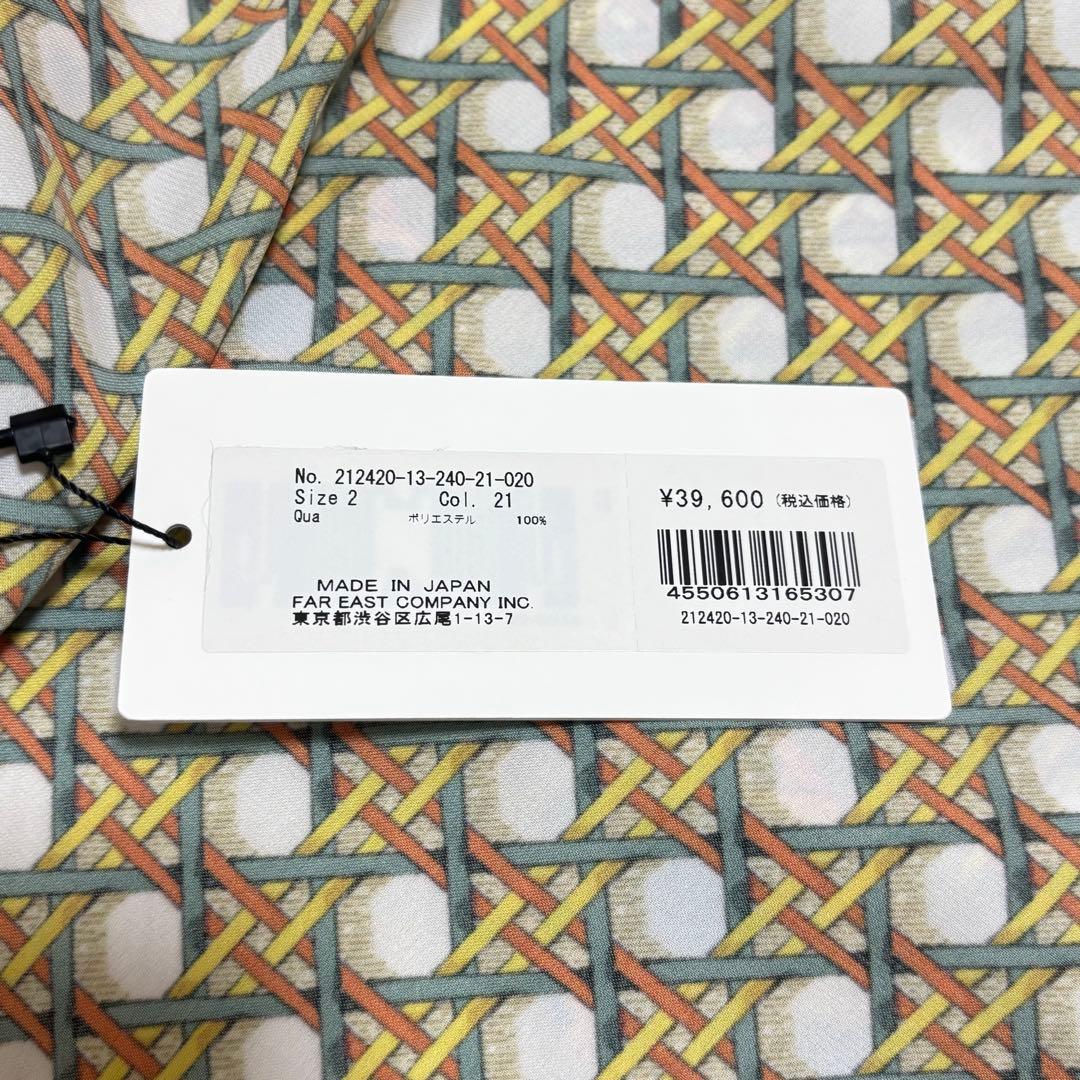 No. 212420-13-240-21-020
Size 2 Col. 21
Qua ポリエステル 100%
MADE IN JAPAN
FAR EAST COMPANY INC.
東京都渋谷区広尾1-13-7
¥39,600 (税込価格)
4550613165307
212420-13-240-21-020